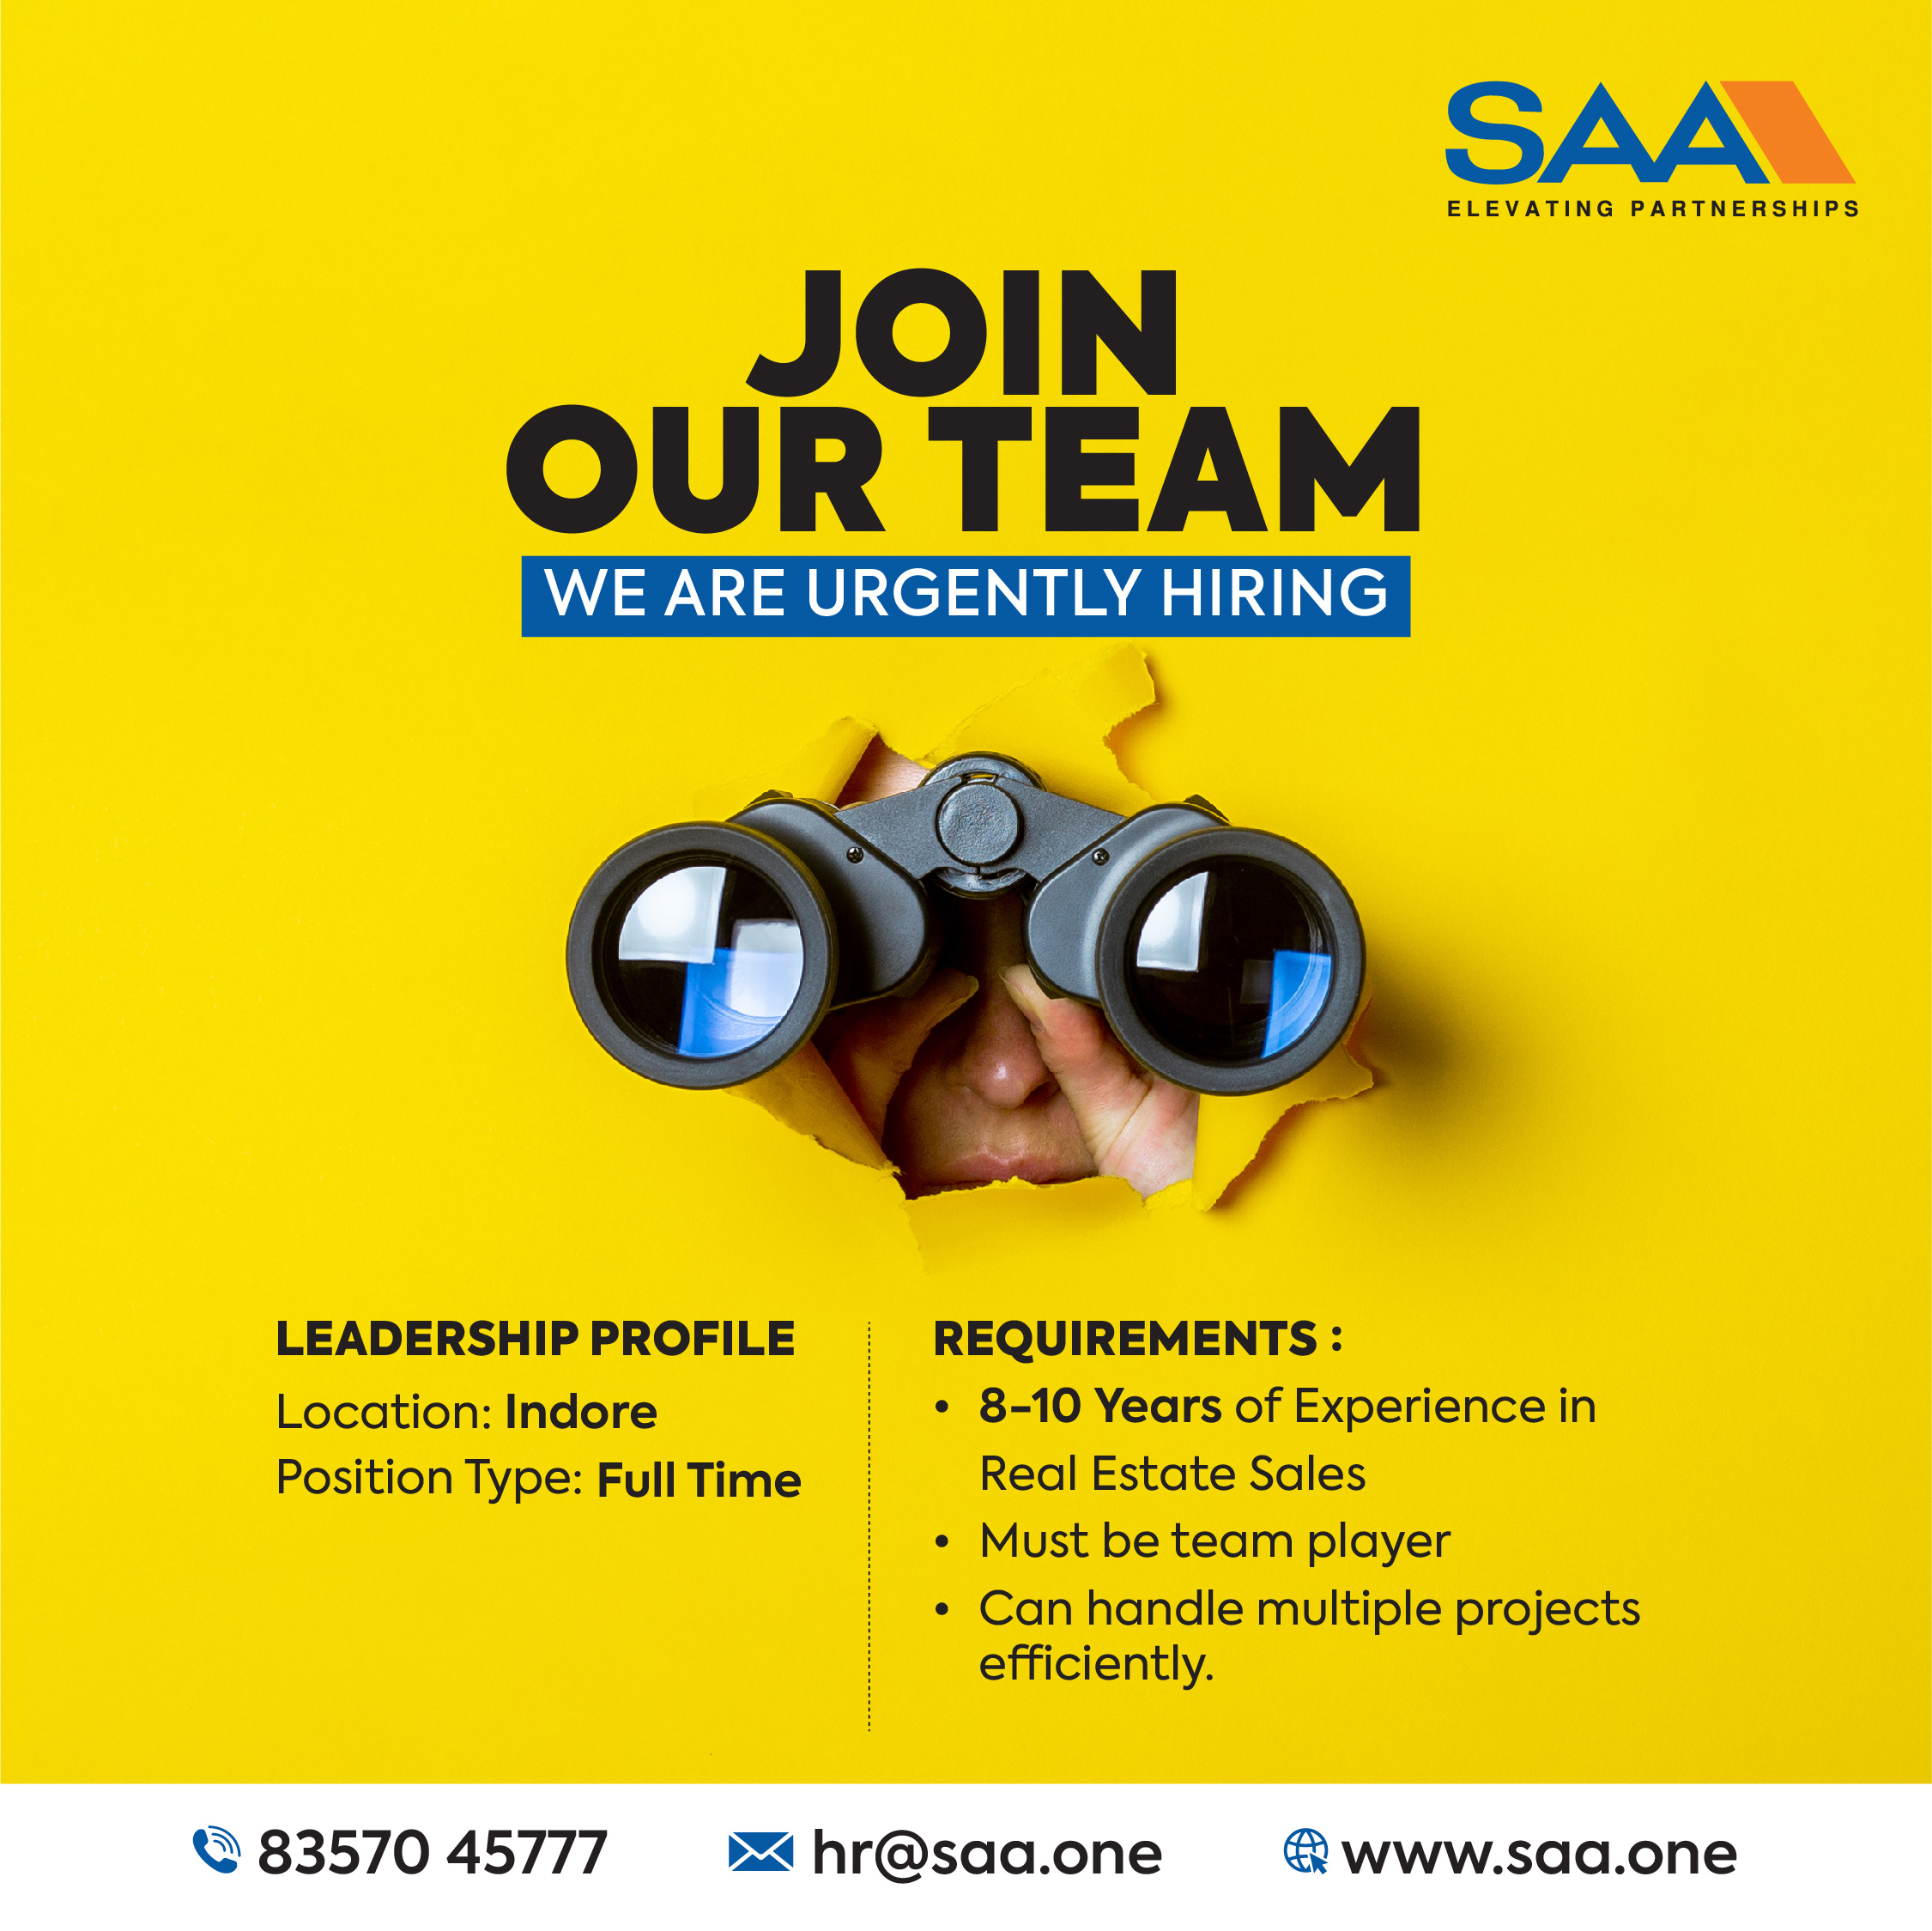 SAA
ELEVATING PARTNERSHIPS
JOIN
OUR TEAM
WE ARE URGENTLY HIRING
LEADERSHIP PROFILE
Location: Indore
Position Type: Full Time
REQUIREMENTS :
• 8-10 Years of Experience in
Real Estate Sales
• Must be team player
• Can handle multiple projects
efficiently.
83570 45777
hr@saa.one
www.saa.one